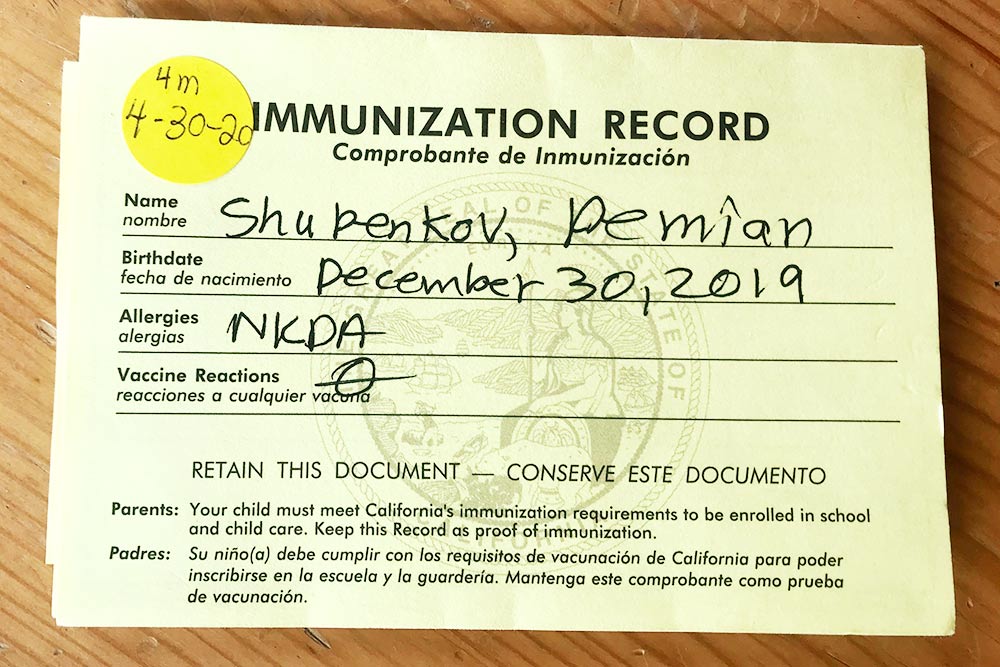 4m
4-30-20
IMMUNIZATION RECORD
Comprobante de Inmunización
Name Shupenkov, Demian
nombre
Birthdate December 30, 2019
fecha de nacimiento
Allergies NKDA
alergias
Vaccine Reactions 0
reacciones a cualquier vacuna
RETAIN THIS DOCUMENT — CONSERVE ESTE DOCUMENTO
Parents: Your child must meet California's immunization requirements to be enrolled in school
and child care. Keep this Record as proof of immunization.
Padres: Su niño(a) debe cumplir con los requisitos de vacunación de California para poder
inscribirse en la escuela y la guardería. Mantenga este comprobante como prueba
de vacunación.